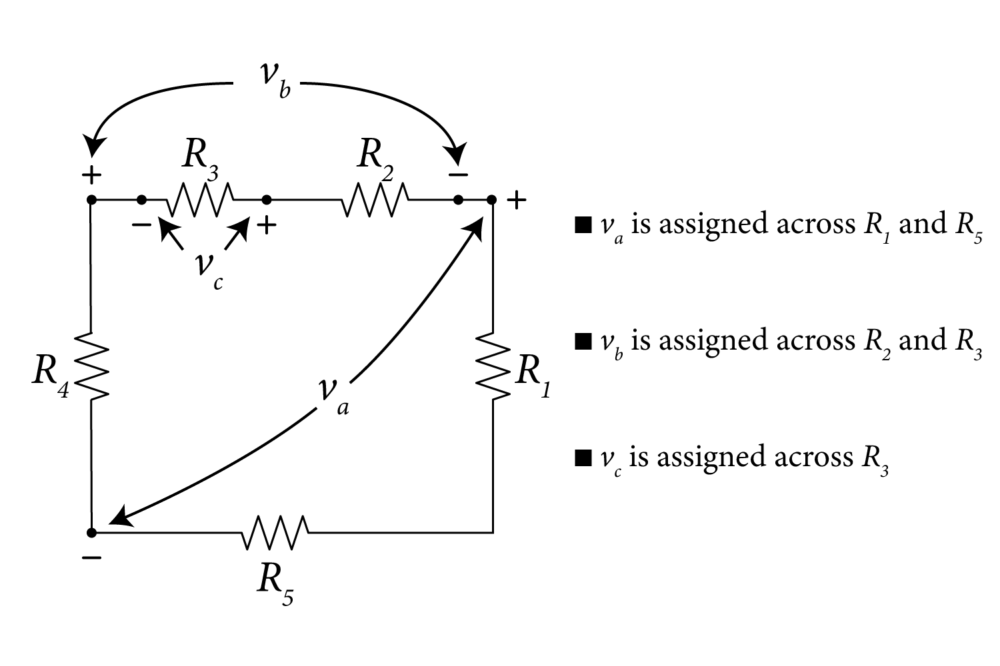 v_b
R_3
R_2
+
−
+
−
+
v_c
v_a
R_4
R_1
−
R_5
■ v_a is assigned across R_1 and R_5
■ v_b is assigned across R_2 and R_3
■ v_c is assigned across R_3